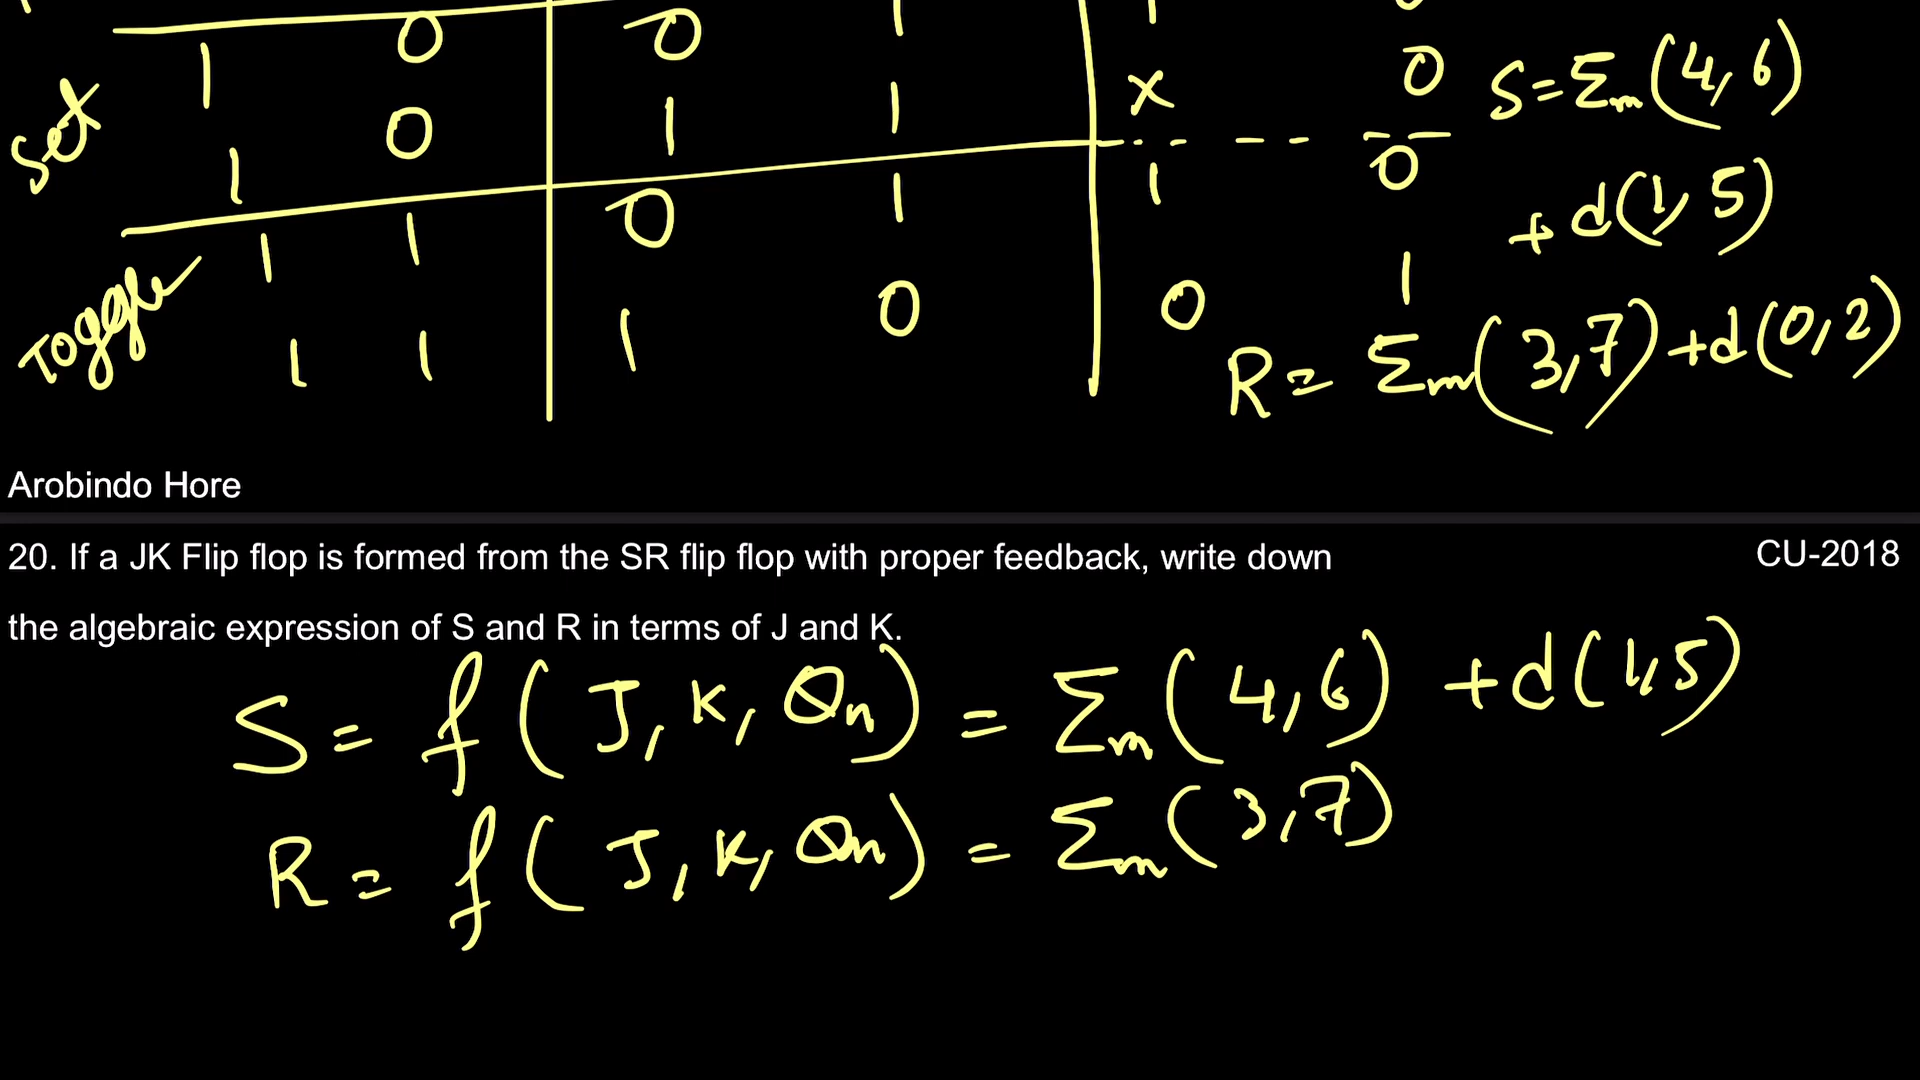 1 0 0 1 1 0
Set 1 0 1 1 x 0 S = Σm (4, 6)
1 1 0 1 1 0 + d(1, 5)
Toggle 1 1 1 0 0 1
R = Σm (3, 7) + d (0, 2)
Arobindo Hore
20. If a JK Flip flop is formed from the SR flip flop with proper feedback, write down CU-2018
the algebraic expression of S and R in terms of J and K.
S = f ( J, K, Qn ) = Σm ( 4, 6 ) + d ( 1, 5 )
R = f ( J, K, Qn ) = Σm ( 3, 7 )